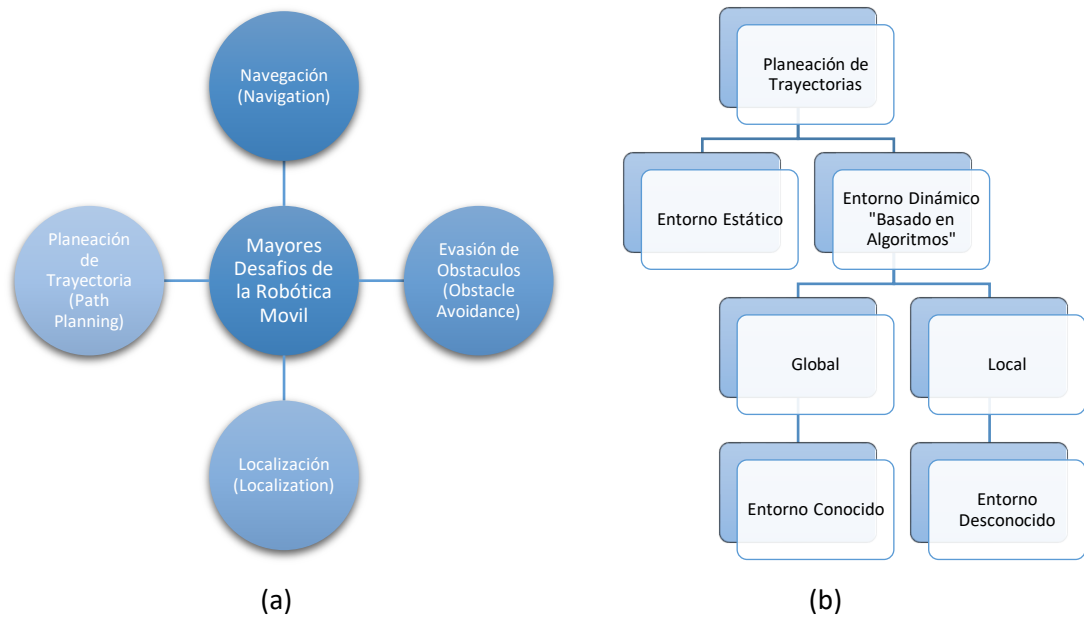 Navegación
(Navigation)
Planeación
de
Trayectoria
(Path
Planning)
Mayores
Desafios de
la Robótica
Movil
Evasión de
Obstaculos
(Obstacle
Avoidance)
Localización
(Localization)
(a)
Planeación de
Trayectorias
Entorno Estático
Entorno Dinámico
"Basado en
Algoritmos"
Global
Local
Entorno Conocido
Entorno
Desconocido
(b)